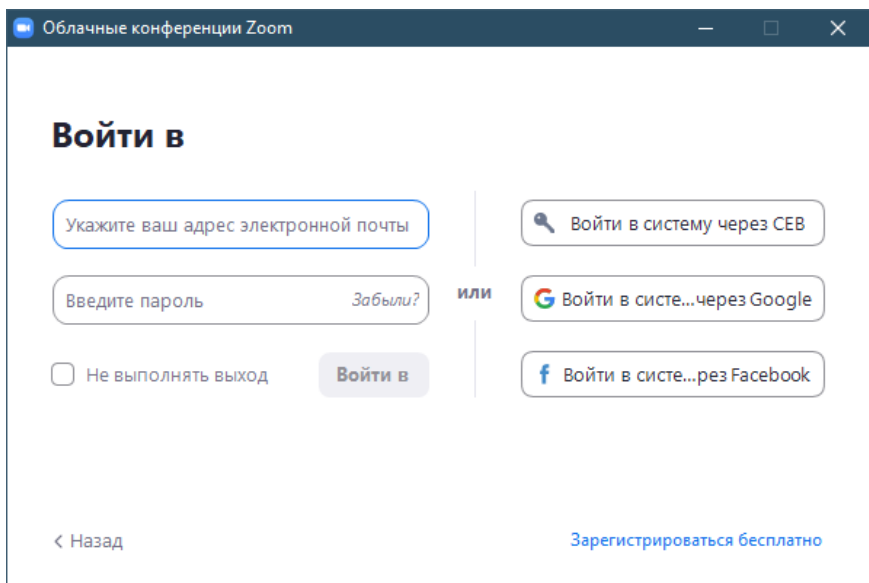 Облачные конференции Zoom
Войти в
Укажите ваш адрес электронной почты
Введите пароль Забыли?
Не выполнять выход Войти в
или
Войти в систему через СЕВ
Войти в систе...через Google
Войти в систе...рез Facebook
Назад
Зарегистрироваться бесплатно